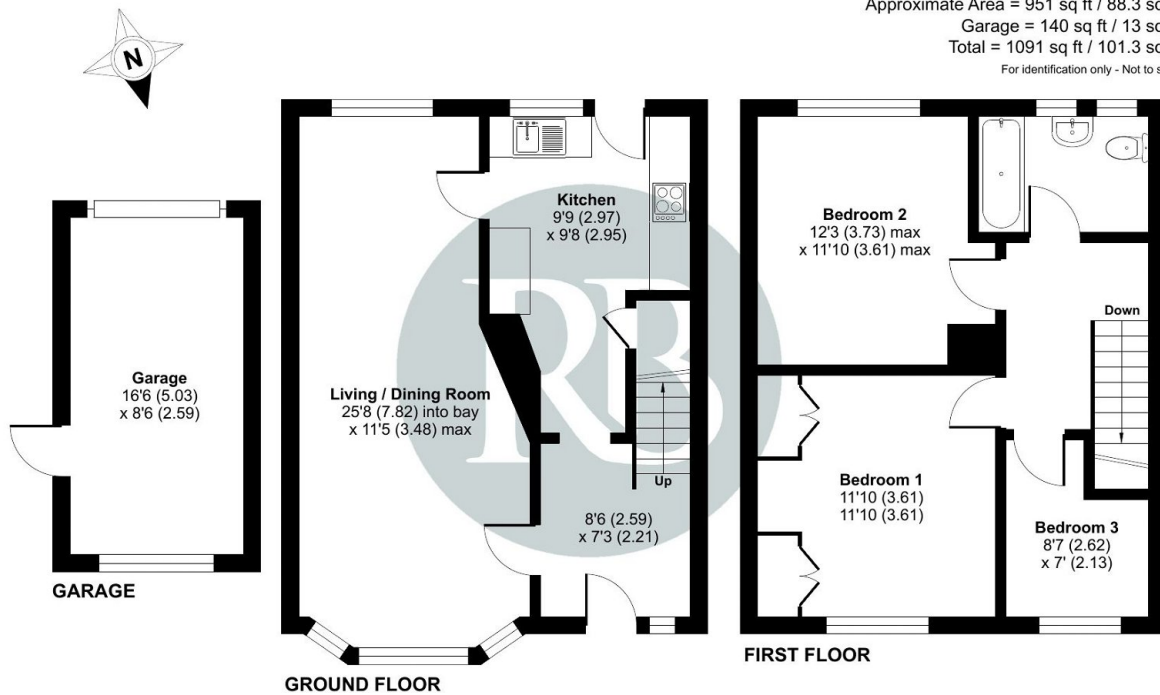 Approximate Area = 951 sq ft / 88.3 sq
Garage = 140 sq ft / 13 sq
Total = 1091 sq ft / 101.3 sq
For identification only - Not to s
N
Garage
16'6 (5.03)
x 8'6 (2.59)
GARAGE
Kitchen
9'9 (2.97)
x 9'8 (2.95)
Living / Dining Room
25'8 (7.82) into bay
x 11'5 (3.48) max
Up
8'6 (2.59)
x 7'3 (2.21)
RB
GROUND FLOOR
Bedroom 2
12'3 (3.73) max
x 11'10 (3.61) max
Down
Bedroom 1
11'10 (3.61)
11'10 (3.61)
Bedroom 3
8'7 (2.62)
x 7' (2.13)
FIRST FLOOR